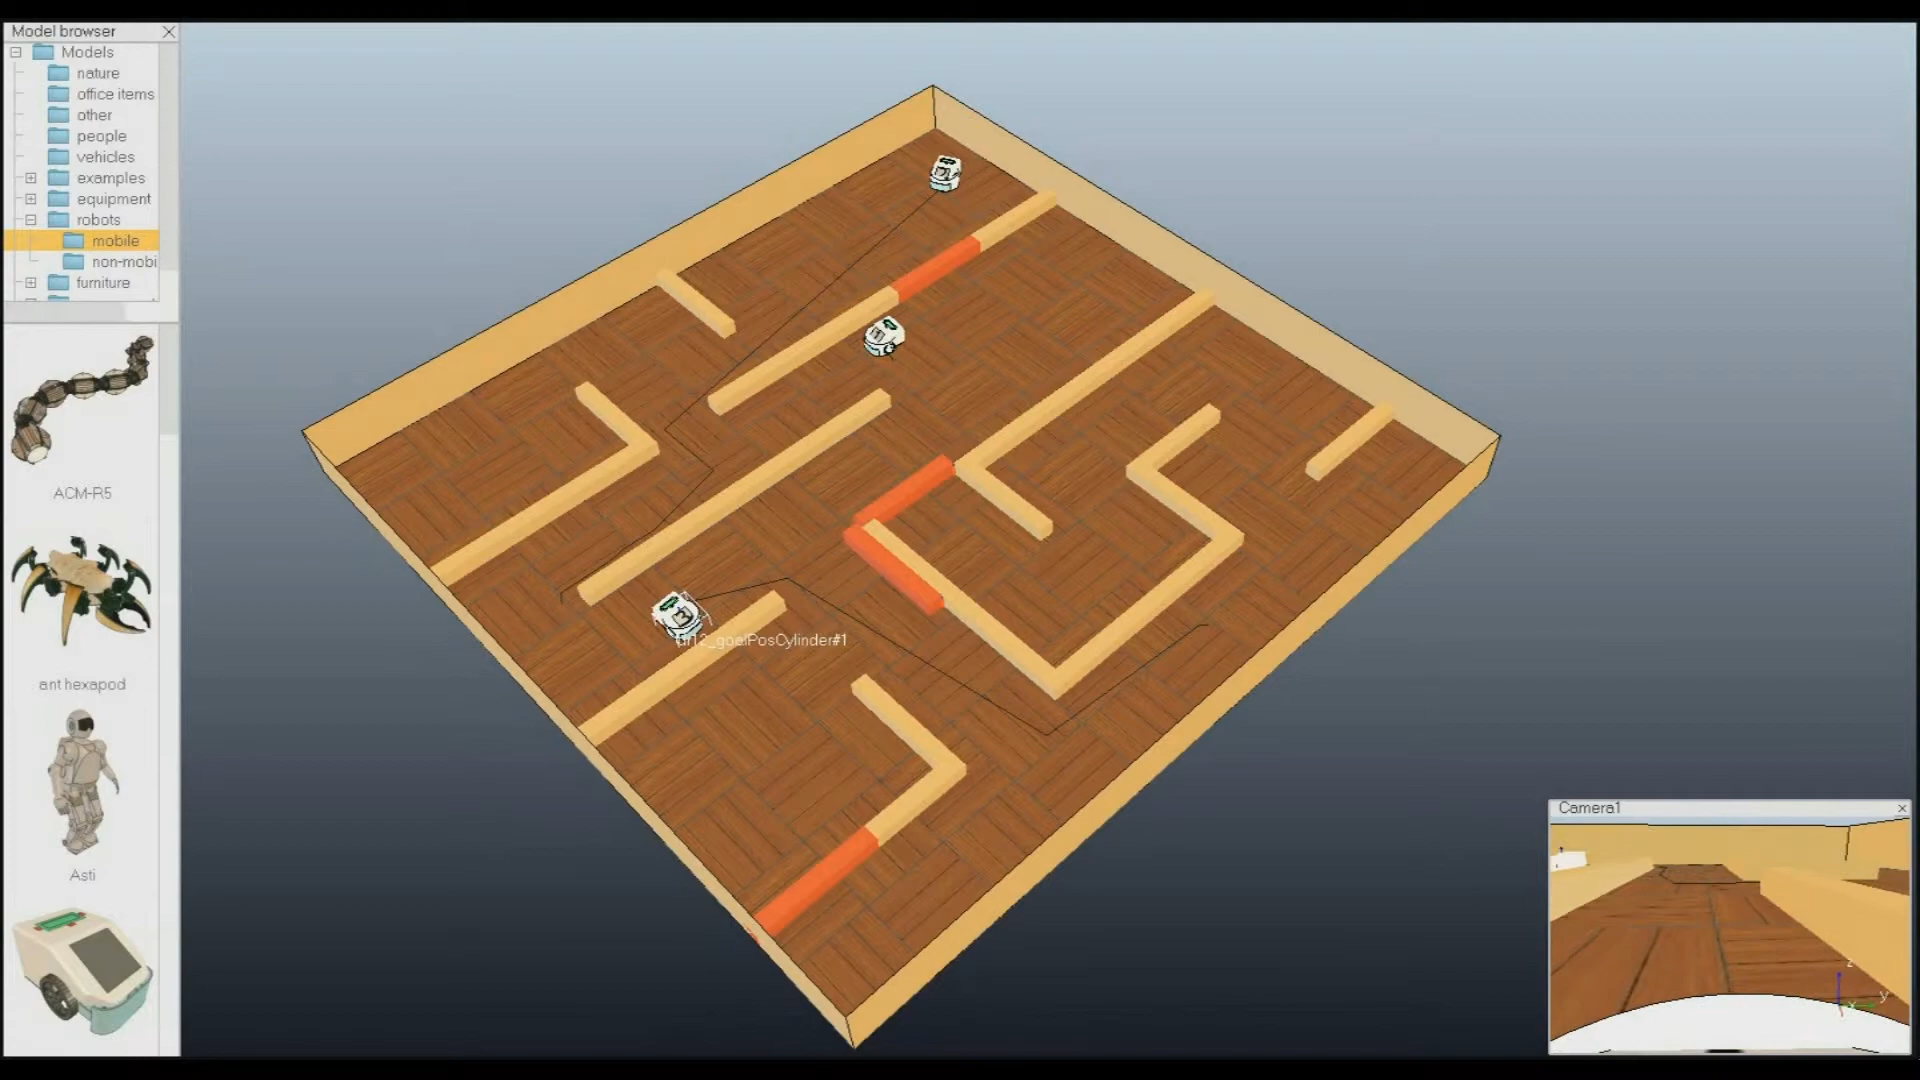 Model browser
Models
nature
office items
other
people
vehicles
examples
equipment
robots
mobile
non-mobi
furniture
ACM-R5
ant hexapod
Asti
goalPosCylinder#1
Camera1
z
x
y